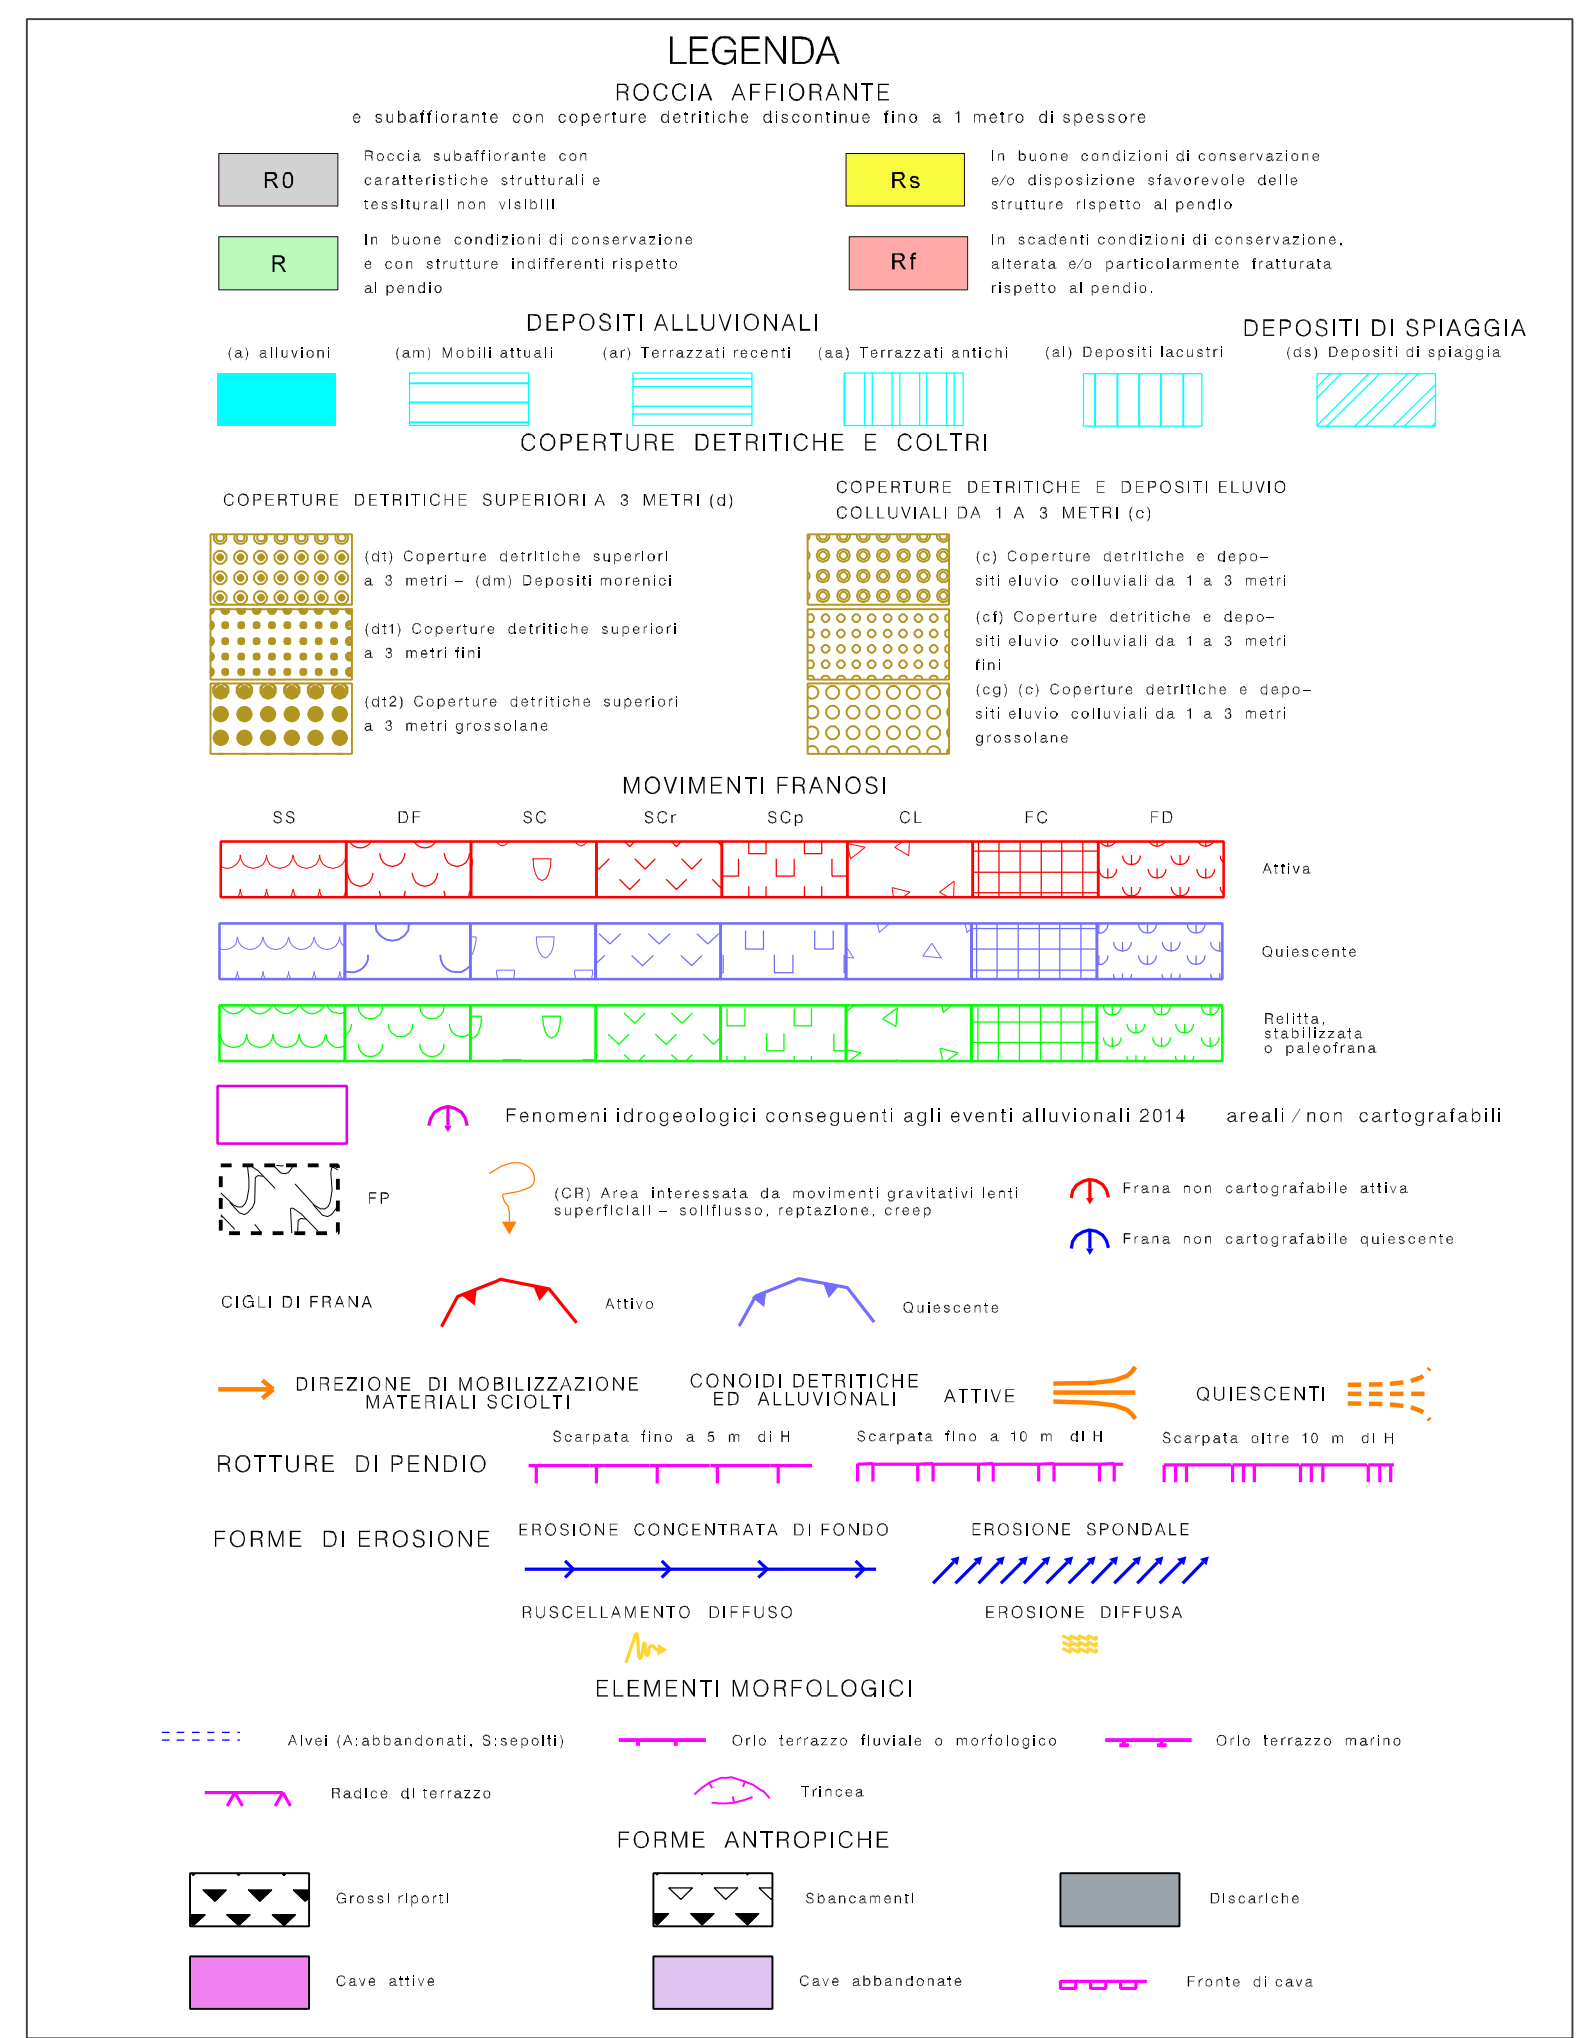 LEGENDA
ROCCIA AFFIORANTE
e subaffiorante con coperture detritiche discontinue fino a 1 metro di spessore
R0
Roccia subaffiorante con
caratteristiche strutturali e
tessiturali non visibili
Rs
In buone condizioni di conservazione
e/o disposizione sfavorevole delle
strutture rispetto al pendio
R
In buone condizioni di conservazione
e con strutture indifferenti rispetto
al pendio
Rf
In scadenti condizioni di conservazione,
alterata e/o particolarmente fratturata
rispetto al pendio.
DEPOSITI ALLUVIONALI
DEPOSITI DI SPIAGGIA
(a) alluvioni
(am) Mobili attuali
(ar) Terrazzati recenti
(aa) Terrazzati antichi
(al) Depositi lacustri
(ds) Depositi di spiaggia
COPERTURE DETRITICHE E COLTRI
COPERTURE DETRITICHE SUPERIORI A 3 METRI (d)
(dt) Coperture detritiche superiori
a 3 metri – (dm) Depositi morenici
(dt1) Coperture detritiche superiori
a 3 metri fini
(dt2) Coperture detritiche superiori
a 3 metri grossolane
COPERTURE DETRITICHE E DEPOSITI ELUVIO
COLLUVIALI DA 1 A 3 METRI (c)
(c) Coperture detritiche e depo–
siti eluvio colluviali da 1 a 3 metri
(cf) Coperture detritiche e depo–
siti eluvio colluviali da 1 a 3 metri
fini
(cg) (c) Coperture detritiche e depo–
siti eluvio colluviali da 1 a 3 metri
grossolane
MOVIMENTI FRANOSI
SS DF SC SCr SCp CL FC FD
Attiva
Quiescente
Relitta,
stabilizzata
o paleofrana
Fenomeni idrogeologici conseguenti agli eventi alluvionali 2014 areali / non cartografabili
FP
(CR) Area interessata da movimenti gravitativi lenti
superficiali – soliflusso, reptazione, creep
Frana non cartografabile attiva
Frana non cartografabile quiescente
CIGLI DI FRANA
Attivo
Quiescente
DIREZIONE DI MOBILIZZAZIONE
MATERIALI SCIOLTI
CONOIDI DETRITICHE
ED ALLUVIONALI
ATTIVE
QUIESCENTI
ROTTURE DI PENDIO
Scarpata fino a 5 m di H
Scarpata fino a 10 m di H
Scarpata oltre 10 m di H
FORME DI EROSIONE
EROSIONE CONCENTRATA DI FONDO
EROSIONE SPONDALE
RUSCELLAMENTO DIFFUSO
EROSIONE DIFFUSA
ELEMENTI MORFOLOGICI
Alvei (A:abbandonati, S:sepolti)
Orlo terrazzo fluviale o morfologico
Orlo terrazzo marino
Radice di terrazzo
Trincea
FORME ANTROPICHE
Grossi riporti
Sbancamenti
Discariche
Cave attive
Cave abbandonate
Fronte di cava